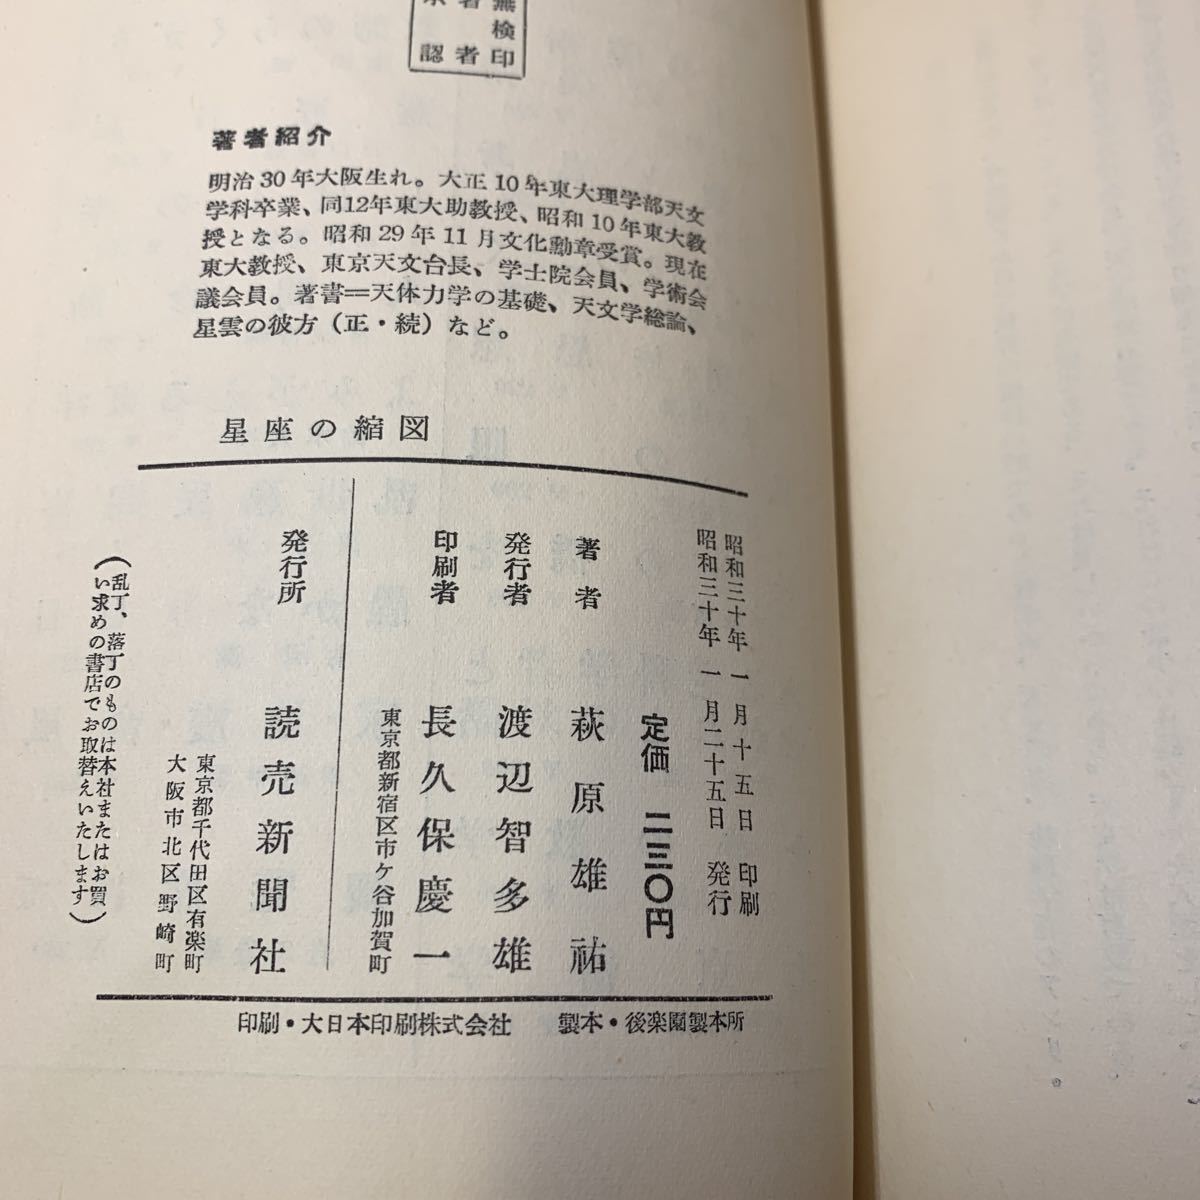 無検印
著者
承認
著者紹介
明治30年大阪生れ。大正10年東大理学部天文
学科卒業、同12年東大助教授、昭和10年東大教
授となる。昭和29年11月文化勲章受賞。現在
東大教授、東京天文台長、学士院会員、学術会
議会員。著書＝天体力学の基礎、天文学総論、
星雲の彼方（正・続）など。
星座の縮図
昭和三十年一月十五日 印刷
昭和三十年一月二十五日 発行
定価 二三〇円
著者 萩原雄祐
発行者 渡辺智多雄
印刷者 長久保慶一
東京都新宿区市ケ谷加賀町
発行所 読売新聞社
東京都千代田区有楽町
大阪市北区野崎町
（乱丁、落丁のものは本社またはお買
い求めの書店でお取替えいたします）
印刷・大日本印刷株式会社 製本・後楽園製本所